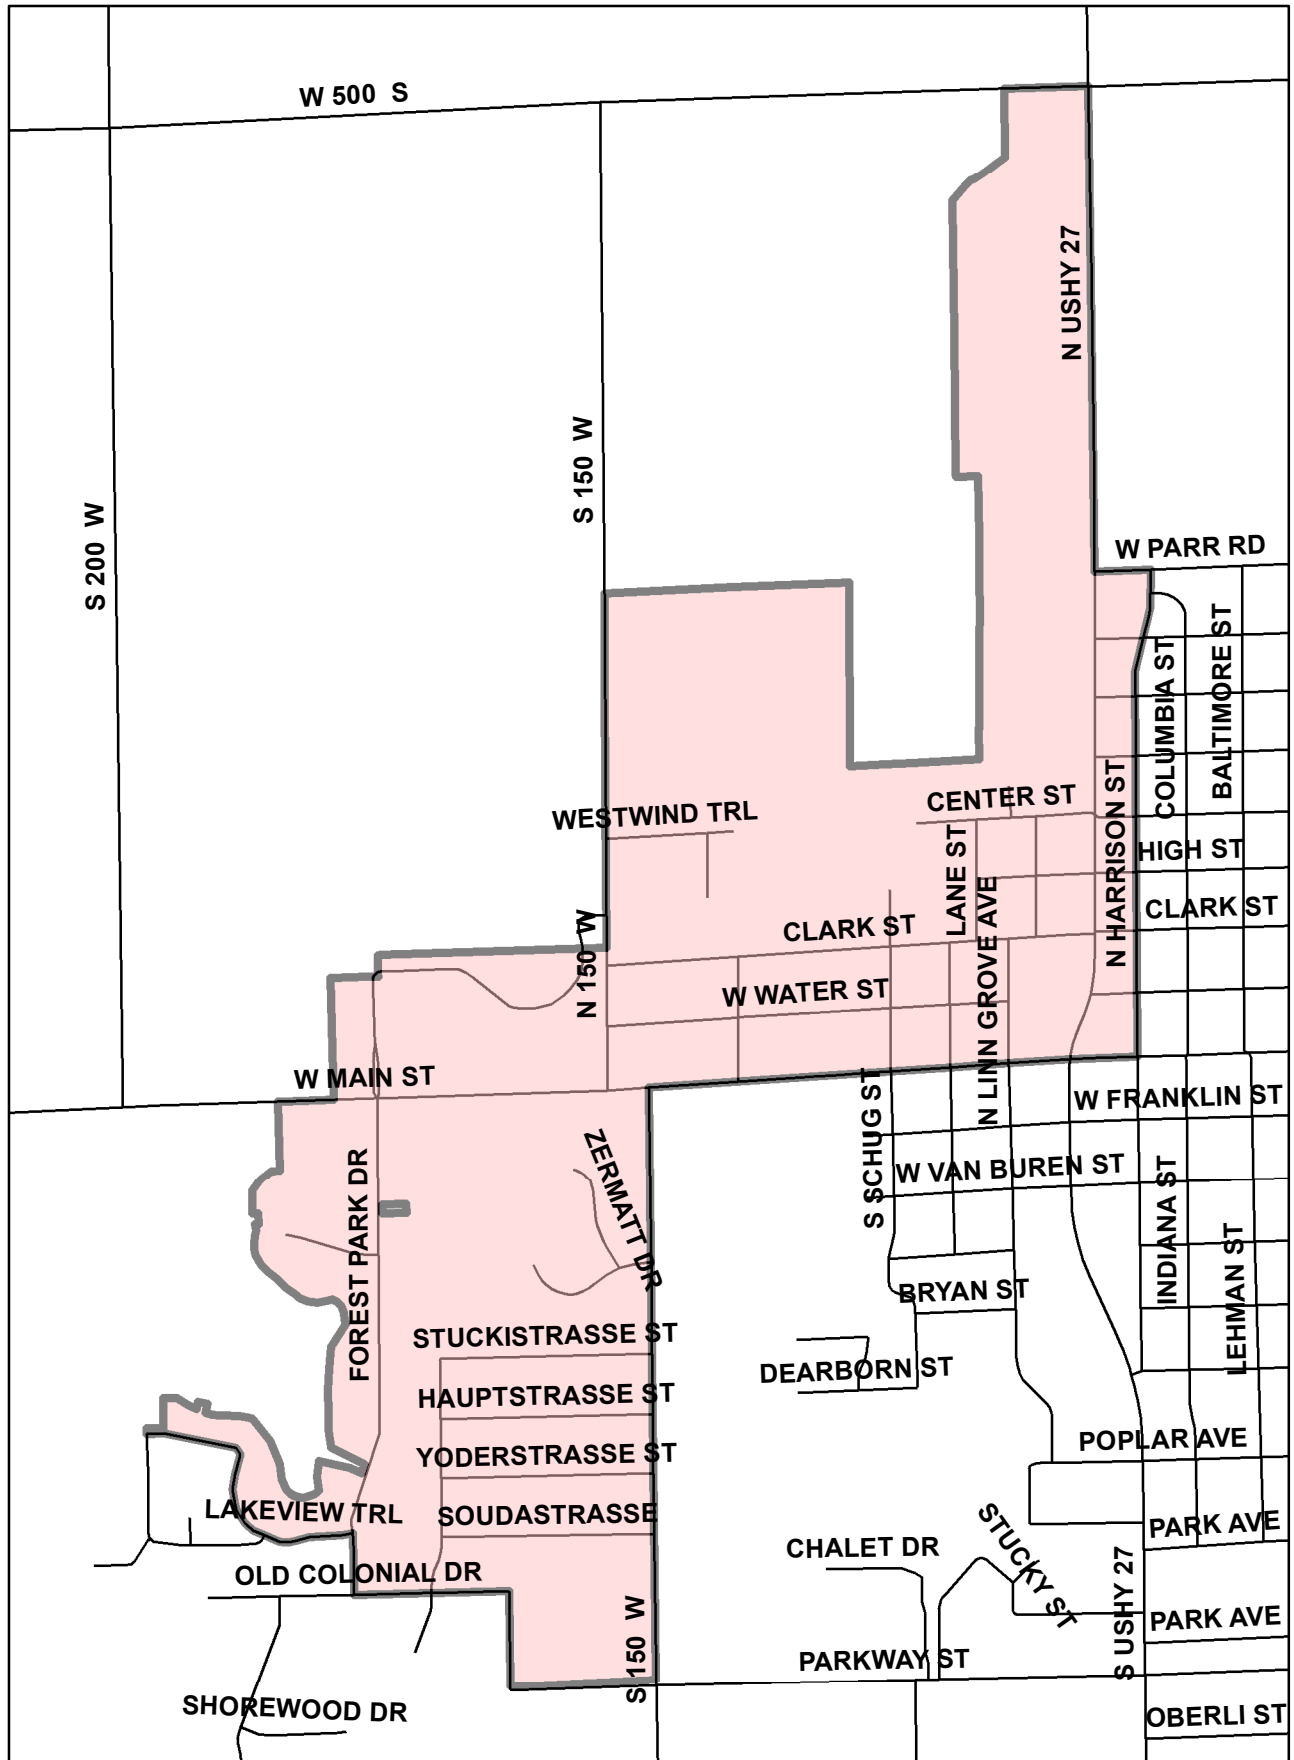 W 500 S
N USHY 27
S 150 W
S 200 W
W PARR RD
COLUMBIA ST
BALTIMORE ST
WESTWIND TRL
CENTER ST
N HARRISON ST
LANE ST
HIGH ST
CLARK ST
CLARK ST
N LINN GROVE AVE
N 150 W
W WATER ST
W MAIN ST
W FRANKLIN ST
S SCHUG ST
ZERMATT DR
W VAN BUREN ST
FOREST PARK DR
INDIANA ST
LEHMAN ST
BRYAN ST
STUCKISTRASSE ST
DEARBORN ST
HAUPTSTRASSE ST
POPLAR AVE
YODERSTRASSE ST
LAKEVIEW TRL
SOUDASTRASSE
STUCKY ST
PARK AVE
CHALET DR
OLD COLONIAL DR
S USHY 27
PARK AVE
S 150 W
PARKWAY ST
SHOREWOOD DR
OBERLI ST